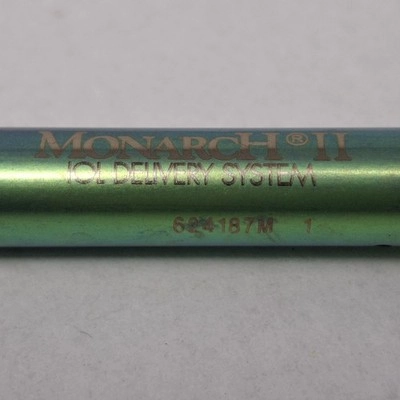 MONARCH® II
IOL DELIVERY SYSTEM
624187M 1